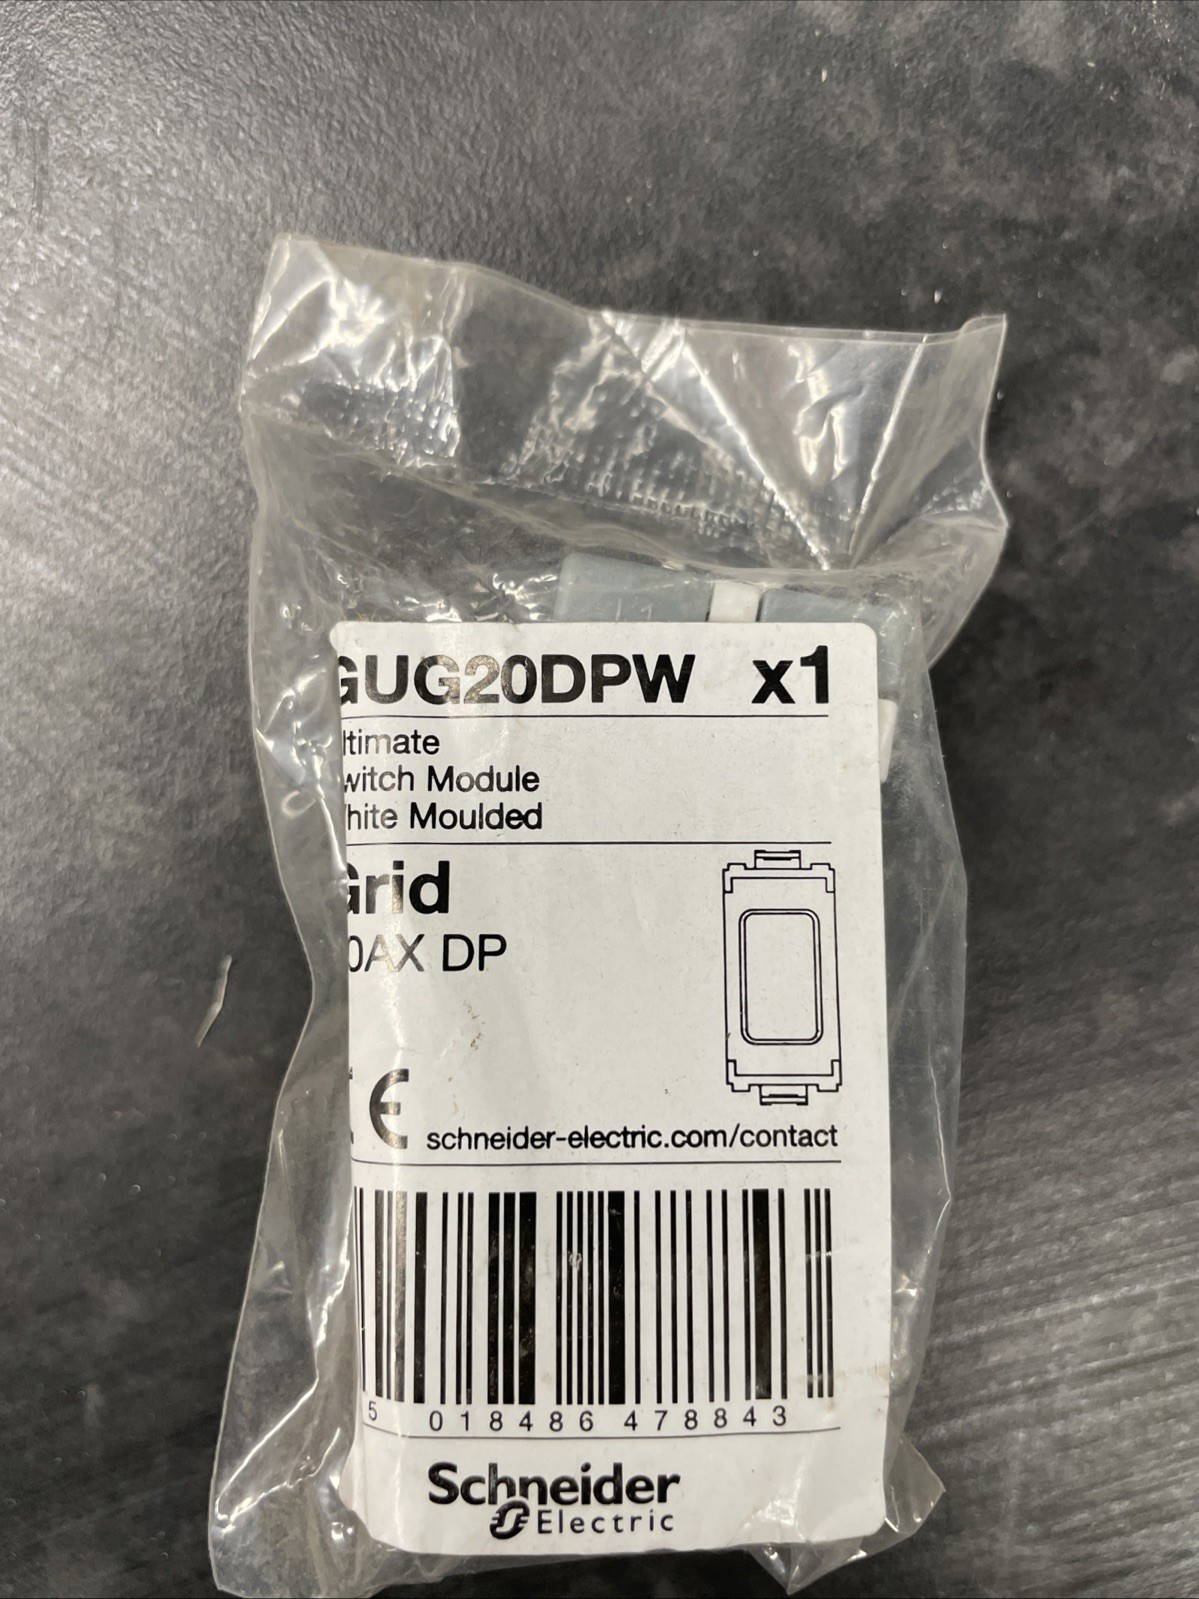 GUG20DPW x1
ltimate
witch Module
hite Moulded
Grid
0AX DP
CE schneider-electric.com/contact
5 018486 478843
Schneider
Electric